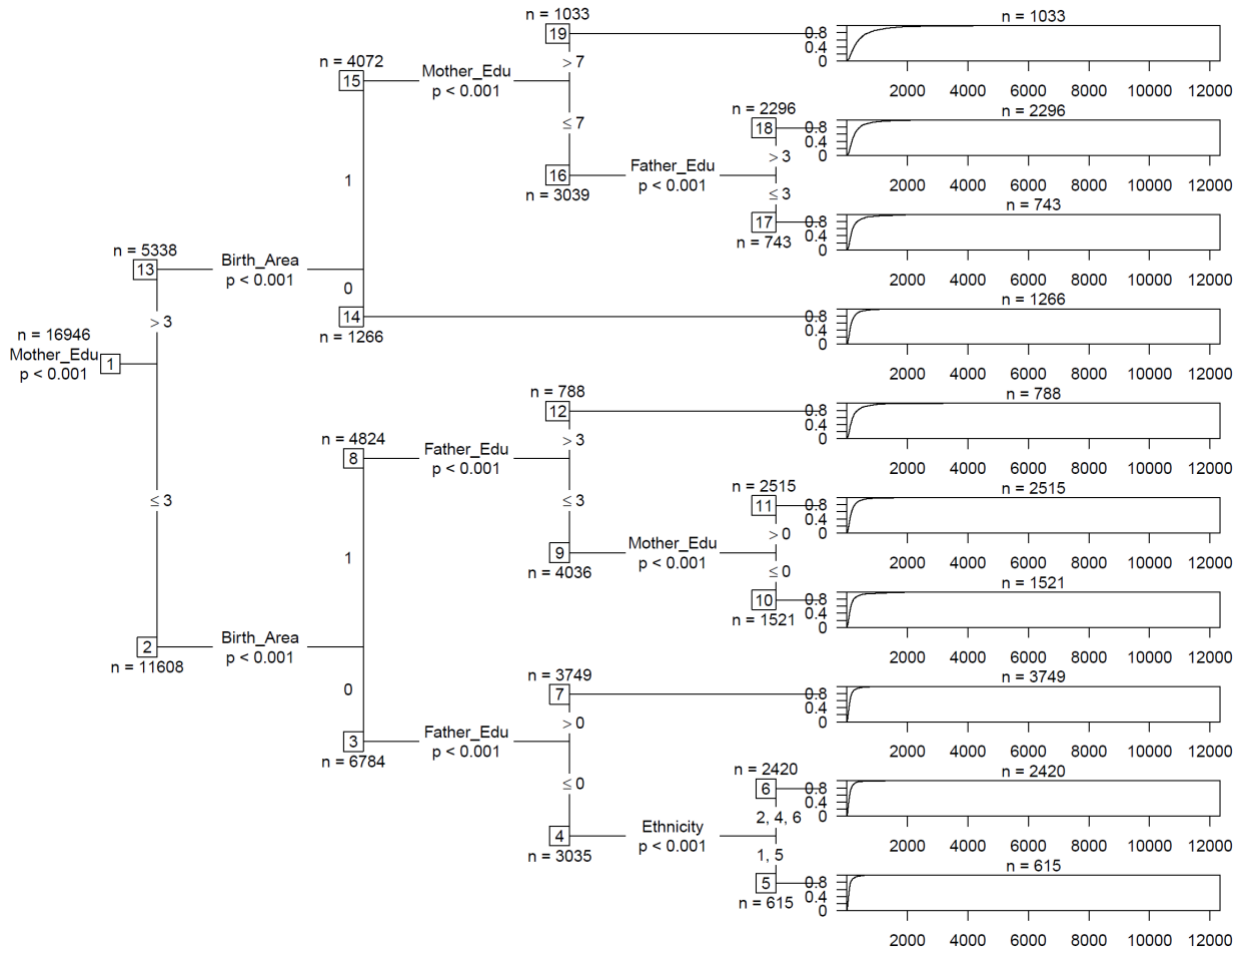 n = 16946
Mother_Edu
p < 0.001
1
> 3
≤ 3
n = 5338
13
Birth_Area
p < 0.001
1
0
n = 4072
15
Mother_Edu
p < 0.001
> 7
≤ 7
n = 1033
19
16
n = 3039
Father_Edu
p < 0.001
> 3
≤ 3
n = 2296
18
17
n = 743
14
n = 1266
2
n = 11608
Birth_Area
p < 0.001
1
0
n = 4824
8
Father_Edu
p < 0.001
> 3
≤ 3
n = 788
12
9
n = 4036
Mother_Edu
p < 0.001
> 0
≤ 0
n = 2515
11
10
n = 1521
3
n = 6784
Father_Edu
p < 0.001
> 0
≤ 0
n = 3749
7
4
n = 3035
Ethnicity
p < 0.001
2, 4, 6
1, 5
n = 2420
6
5
n = 615
n = 1033
0.8
0.4
0
2000 4000 6000 8000 10000 12000
n = 2296
0.8
0.4
0
2000 4000 6000 8000 10000 12000
n = 743
0.8
0.4
0
2000 4000 6000 8000 10000 12000
n = 1266
0.8
0.4
0
2000 4000 6000 8000 10000 12000
n = 788
0.8
0.4
0
2000 4000 6000 8000 10000 12000
n = 2515
0.8
0.4
0
2000 4000 6000 8000 10000 12000
n = 1521
0.8
0.4
0
2000 4000 6000 8000 10000 12000
n = 3749
0.8
0.4
0
2000 4000 6000 8000 10000 12000
n = 2420
0.8
0.4
0
2000 4000 6000 8000 10000 12000
n = 615
0.8
0.4
0
2000 4000 6000 8000 10000 12000